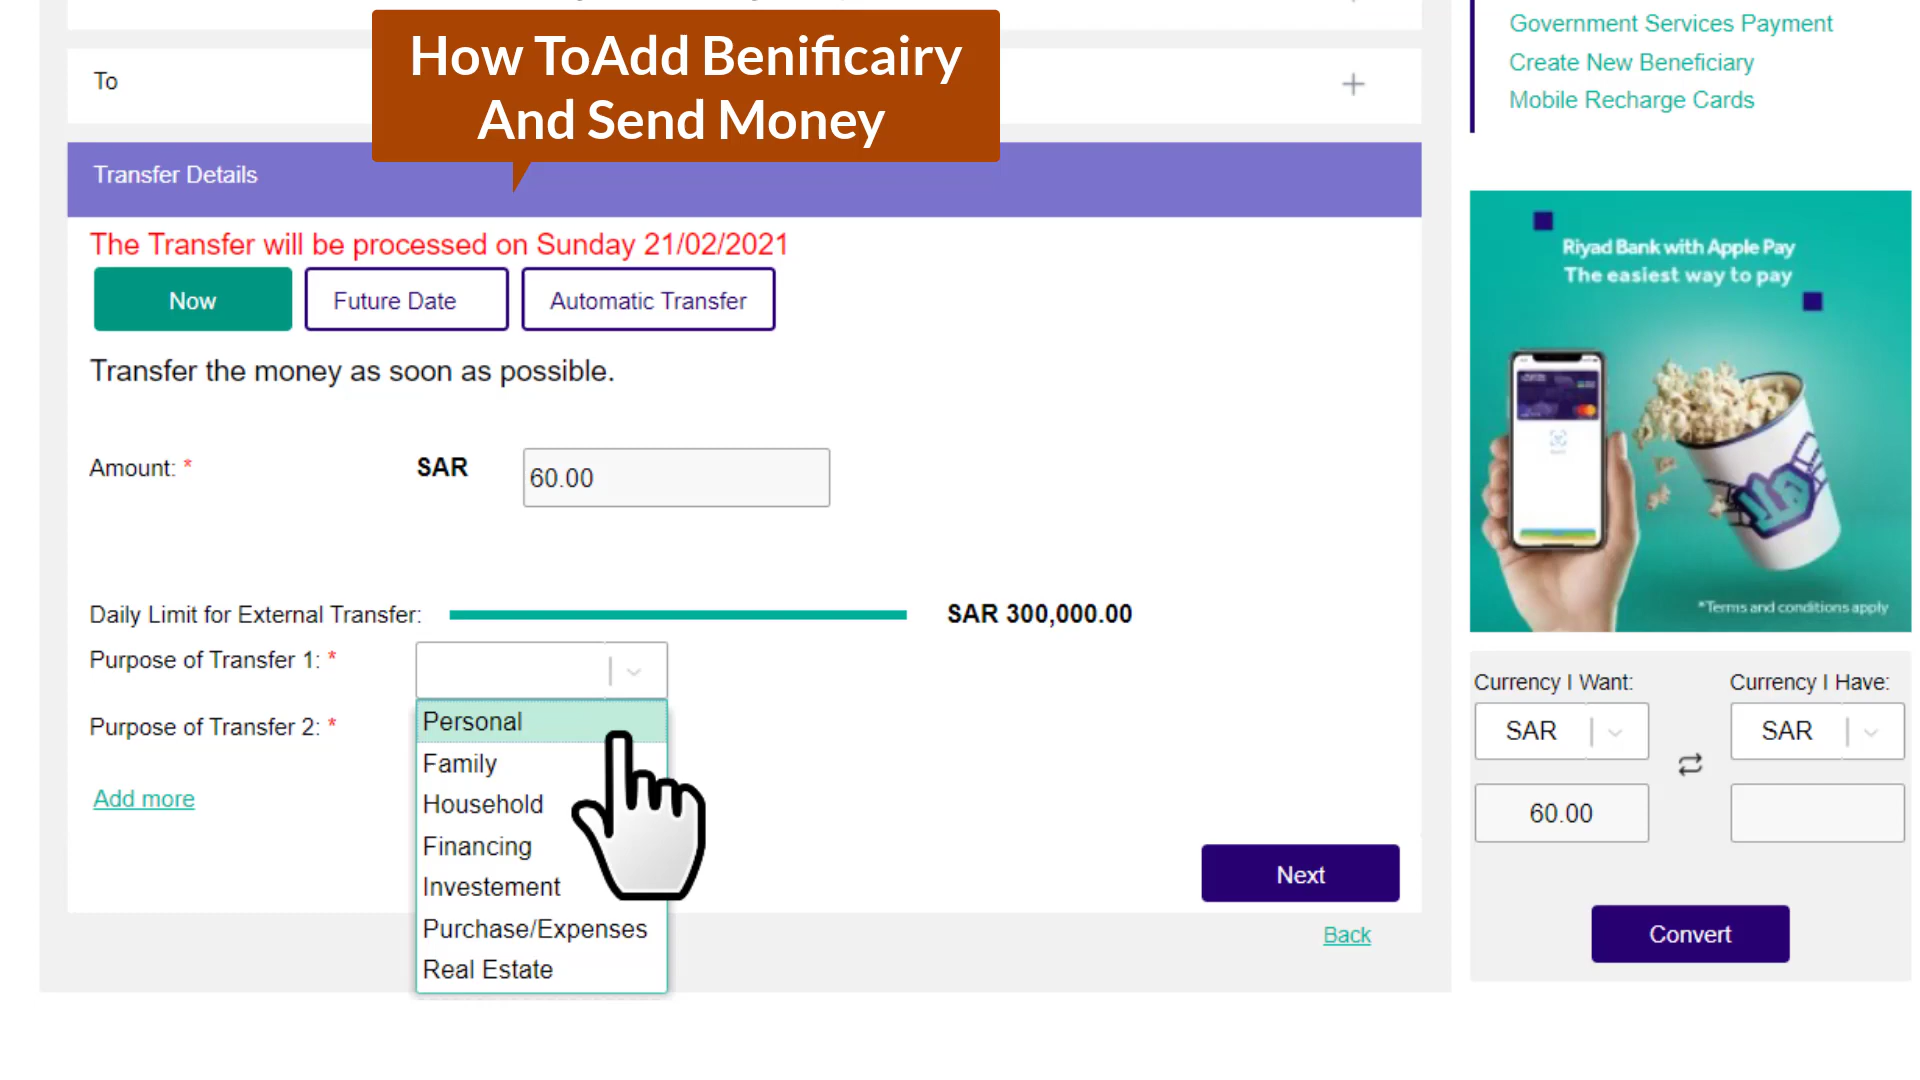 How ToAdd Benificairy
And Send Money
To
Transfer Details
The Transfer will be processed on Sunday 21/02/2021
Now
Future Date
Automatic Transfer
Transfer the money as soon as possible.
Amount: *
SAR
60.00
Daily Limit for External Transfer:
SAR 300,000.00
Purpose of Transfer 1: *
Purpose of Transfer 2: *
Personal
Family
Household
Financing
Investement
Purchase/Expenses
Real Estate
Add more
Next
Back
Government Services Payment
Create New Beneficiary
Mobile Recharge Cards
Riyad Bank with Apple Pay
The easiest way to pay
*Terms and conditions apply
Currency I Want:
Currency I Have:
SAR
SAR
60.00
Convert